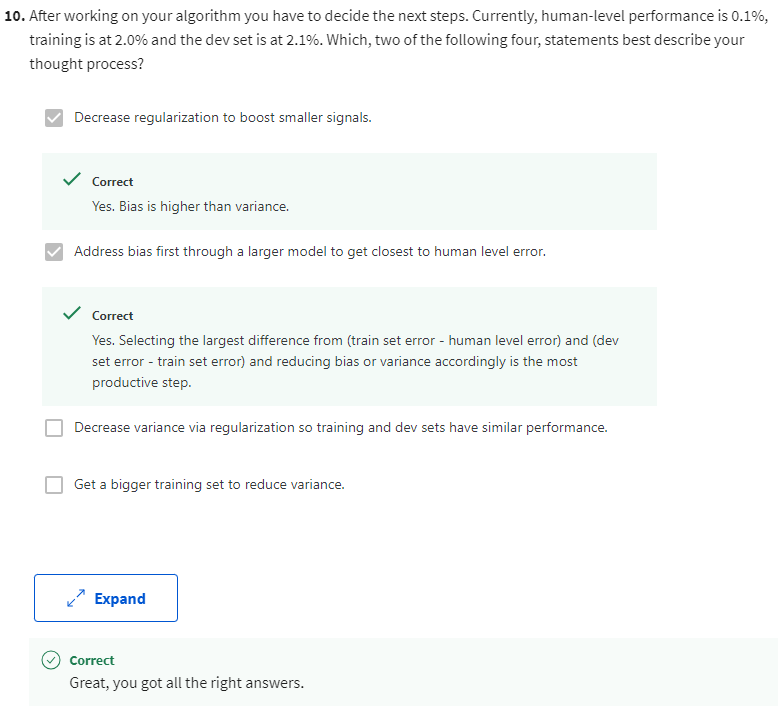 10. After working on your algorithm you have to decide the next steps. Currently, human-level performance is 0.1%,
training is at 2.0% and the dev set is at 2.1%. Which, two of the following four, statements best describe your
thought process?
Decrease regularization to boost smaller signals.
Correct
Yes. Bias is higher than variance.
Address bias first through a larger model to get closest to human level error.
Correct
Yes. Selecting the largest difference from (train set error - human level error) and (dev
set error - train set error) and reducing bias or variance accordingly is the most
productive step.
Decrease variance via regularization so training and dev sets have similar performance.
Get a bigger training set to reduce variance.
Expand
Correct
Great, you got all the right answers.